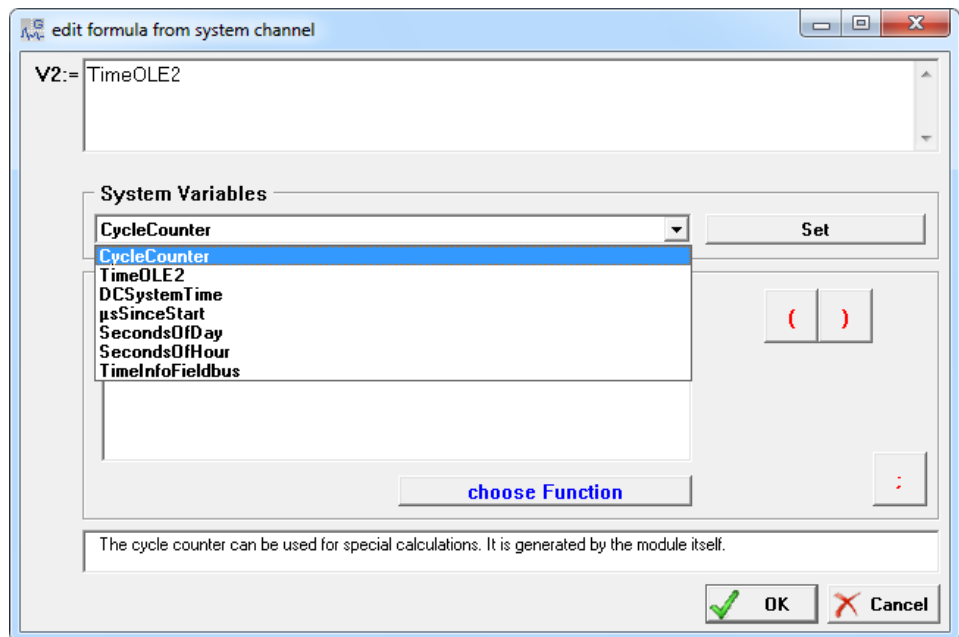 edit formula from system channel
V2:= TimeOLE2
System Variables
CycleCounter
Set
CycleCounter
TimeOLE2
DCSystemTime
µsSinceStart
SecondsOfDay
SecondsOfHour
TimeInfoFieldbus
( )
;
choose Function
The cycle counter can be used for special calculations. It is generated by the module itself.
OK Cancel